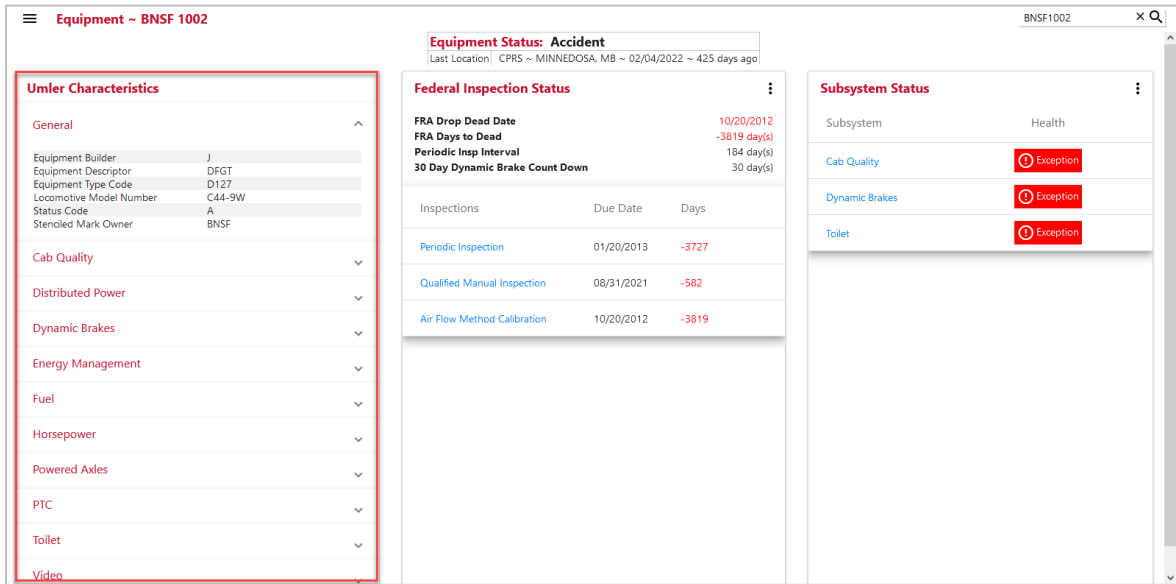 Equipment ~ BNSF 1002
BNSF1002
Equipment Status: Accident
Last Location CPRS ~ MINNEDOSA, MB ~ 02/04/2022 ~ 425 days ago
Umler Characteristics
General
Equipment Builder J
Equipment Descriptor DFGT
Equipment Type Code D127
Locomotive Model Number C44-9W
Status Code A
Stenciled Mark Owner BNSF
Cab Quality
Distributed Power
Dynamic Brakes
Energy Management
Fuel
Horsepower
Powered Axles
PTC
Toilet
Video
Federal Inspection Status
FRA Drop Dead Date 10/20/2012
FRA Days to Dead -3819 day(s)
Periodic Insp Interval 184 day(s)
30 Day Dynamic Brake Count Down 30 day(s)
Inspections Due Date Days
Periodic Inspection 01/20/2013 -3727
Qualified Manual Inspection 08/31/2021 -582
Air Flow Method Calibration 10/20/2012 -3819
Subsystem Status
Subsystem Health
Cab Quality Exception
Dynamic Brakes Exception
Toilet Exception